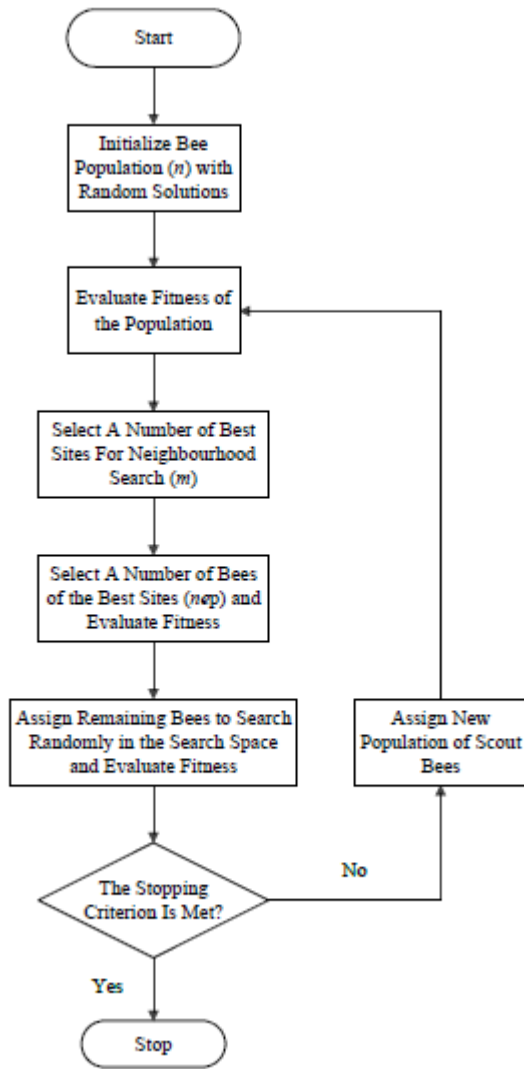 Start
Initialize Bee
Population (n) with
Random Solutions
Evaluate Fitness of
the Population
Select A Number of Best
Sites For Neighbourhood
Search (m)
Select A Number of Bees
of the Best Sites (nep) and
Evaluate Fitness
Assign Remaining Bees to Search
Randomly in the Search Space
and Evaluate Fitness
Assign New
Population of Scout
Bees
The Stopping
Criterion Is Met?
No
Yes
Stop